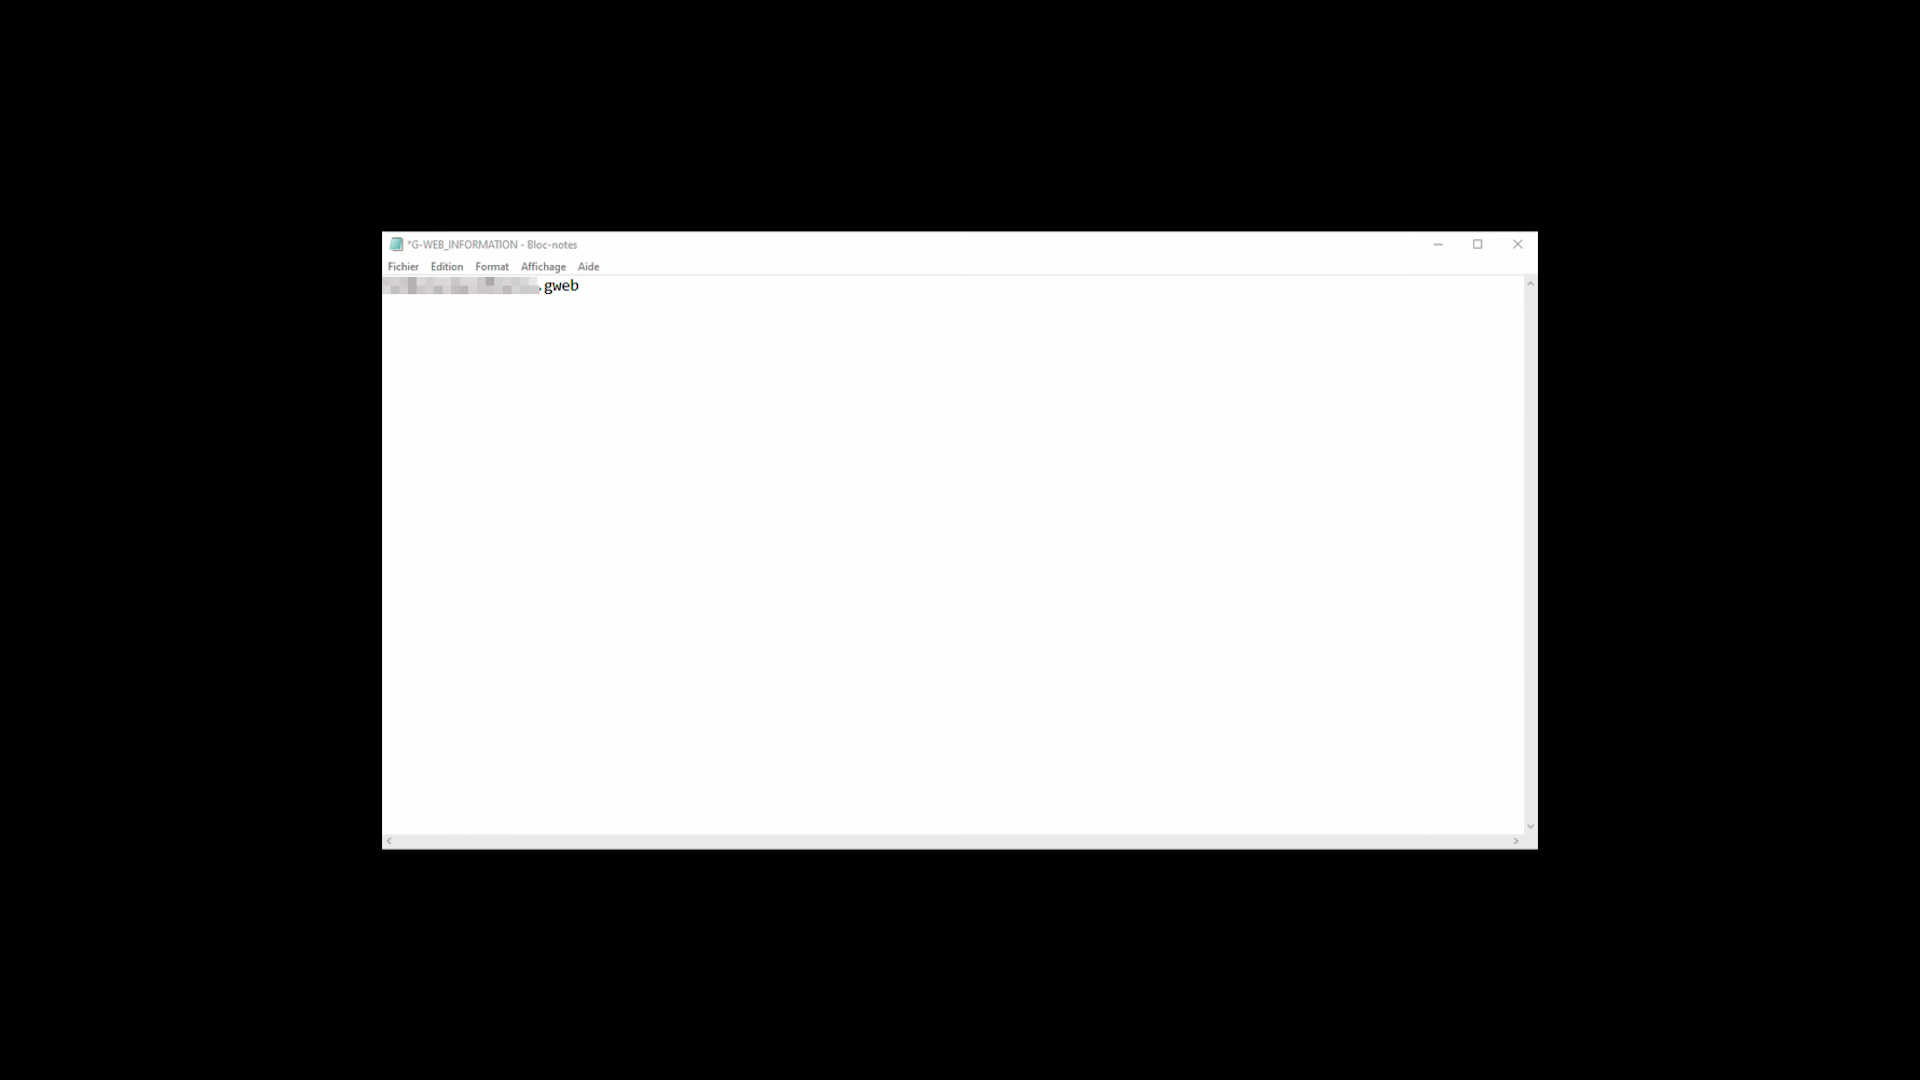 *G-WEB_INFORMATION - Bloc-notes
Fichier Edition Format Affichage Aide
.gweb